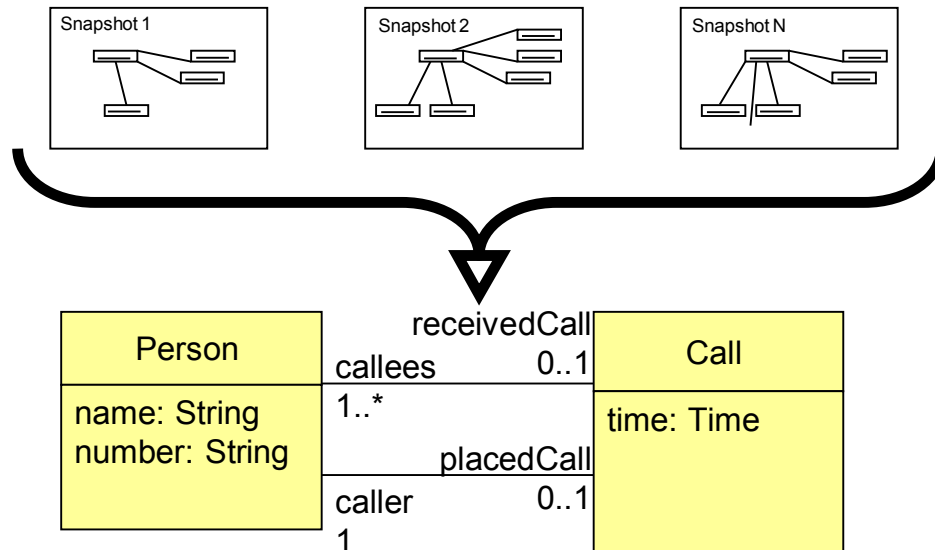 Snapshot 1
Snapshot 2
Snapshot N
Person
name: String
number: String
receivedCall
callees
0..1
1..*
placedCall
caller
0..1
1
Call
time: Time